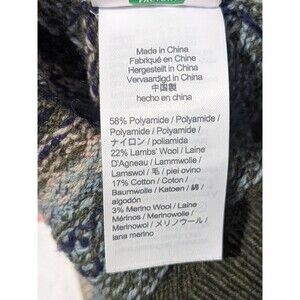 FACTORY
Made in China
Fabriqué en Chine
Hergestellt in China
Vervaardigd in China
中国製
hecho en china
58% Polyamide / Polyamide /
Polyamide / Polyamide /
ナイロン / poliamida
22% Lambs' Wool / Laine
D'Agneau / Lammwolle /
Lamswol / 毛 / piel ovino
17% Cotton / Coton /
Baumwolle / Katoen / 綿 /
algodón
3% Merino Wool / Laine
Mérinos / Merinowolle /
Merinowol / メリノウール /
lana merino